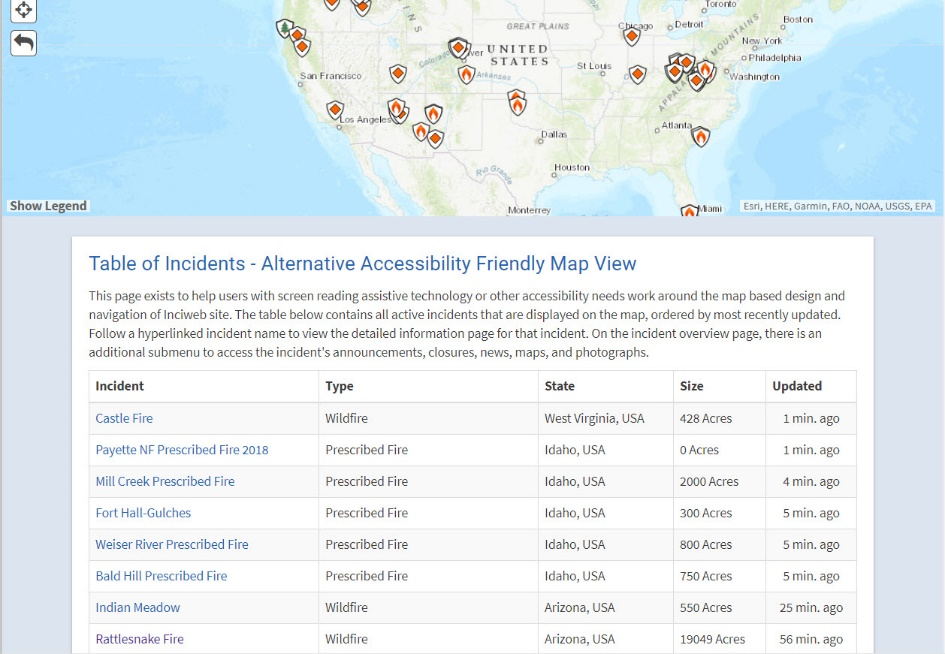 Toronto
GREAT PLAINS
Chicago
Detroit
Boston
New York
UNITED
STATES
Philadelphia
Colorado
St Louis
Arkansas
Washington
San Francisco
MOUNTAINS
Los Angeles
Atlanta
Dallas
Houston
Rio Grande
Monterrey
Miami
Show Legend
Esri, HERE, Garmin, FAO, NOAA, USGS, EPA
Table of Incidents - Alternative Accessibility Friendly Map View
This page exists to help users with screen reading assistive technology or other accessibility needs work around the map based design and
navigation of Inciweb site. The table below contains all active incidents that are displayed on the map, ordered by most recently updated.
Follow a hyperlinked incident name to view the detailed information page for that incident. On the incident overview page, there is an
additional submenu to access the incident's announcements, closures, news, maps, and photographs.
Incident Type State Size Updated
Castle Fire Wildfire West Virginia, USA 428 Acres 1 min. ago
Payette NF Prescribed Fire 2018 Prescribed Fire Idaho, USA 0 Acres 1 min. ago
Mill Creek Prescribed Fire Prescribed Fire Idaho, USA 2000 Acres 4 min. ago
Fort Hall-Gulches Prescribed Fire Idaho, USA 300 Acres 5 min. ago
Weiser River Prescribed Fire Prescribed Fire Idaho, USA 800 Acres 5 min. ago
Bald Hill Prescribed Fire Prescribed Fire Idaho, USA 750 Acres 5 min. ago
Indian Meadow Wildfire Arizona, USA 550 Acres 25 min. ago
Rattlesnake Fire Wildfire Arizona, USA 19049 Acres 56 min. ago